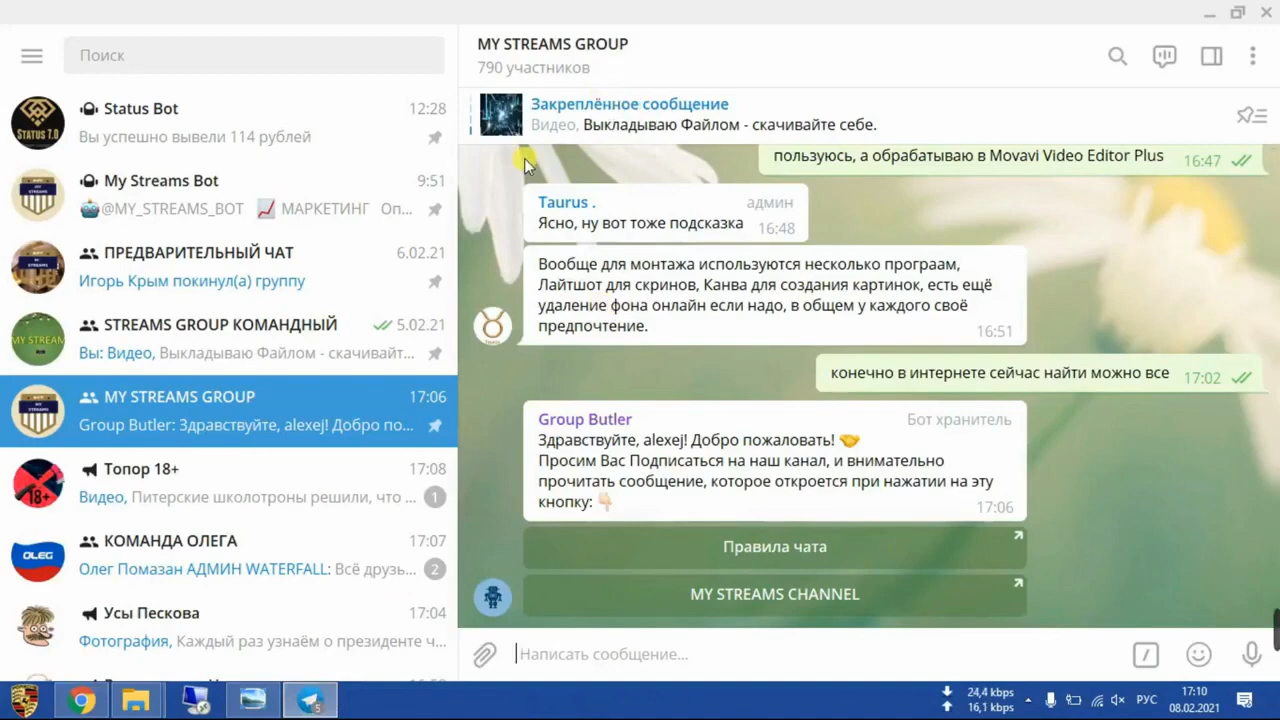 Поиск
STATUS 7.0
Status Bot
12:28
Вы успешно вывели 114 рублей
My Streams Bot
9:51
@MY_STREAMS_BOT МАРКЕТИНГ Оп...
ПРЕДВАРИТЕЛЬНЫЙ ЧАТ
6.02.21
Игорь Крым покинул(а) группу
MY STREAM
STREAMS GROUP КОМАНДНЫЙ
5.02.21
Вы: Видео, Выкладываю Файлом - скачивайт...
MY STREAMS GROUP
17:06
Group Butler: Здравствуйте, alexej! Добро по...
18+
Топор 18+
17:08
Видео, Питерские школотроны решили, что ...
1
OLEG
КОМАНДА ОЛЕГА
17:07
Олег Помазан АДМИН WATERFALL: Всё друзь...
2
Усы Пескова
17:04
Фотография, Каждый раз узнаём о президенте ч...
MY STREAMS GROUP
790 участников
Закреплённое сообщение
Видео, Выкладываю Файлом - скачивайте себе.
пользуюсь, а обрабатываю в Movavi Video Editor Plus
16:47
Taurus .
админ
Ясно, ну вот тоже подсказка
16:48
Вообще для монтажа используются несколько програам,
Лайтшот для скринов, Канва для создания картинок, есть ещё
удаление фона онлайн если надо, в общем у каждого своё
предпочтение.
16:51
конечно в интернете сейчас найти можно все
17:02
Group Butler
Бот хранитель
Здравствуйте, alexej! Добро пожаловать!
Просим Вас Подписаться на наш канал, и внимательно
прочитать сообщение, которое откроется при нажатии на эту
кнопку:
17:06
Правила чата
MY STREAMS CHANNEL
Написать сообщение...
5
24,4 kbps
16,1 kbps
РУС
17:10
08.02.2021